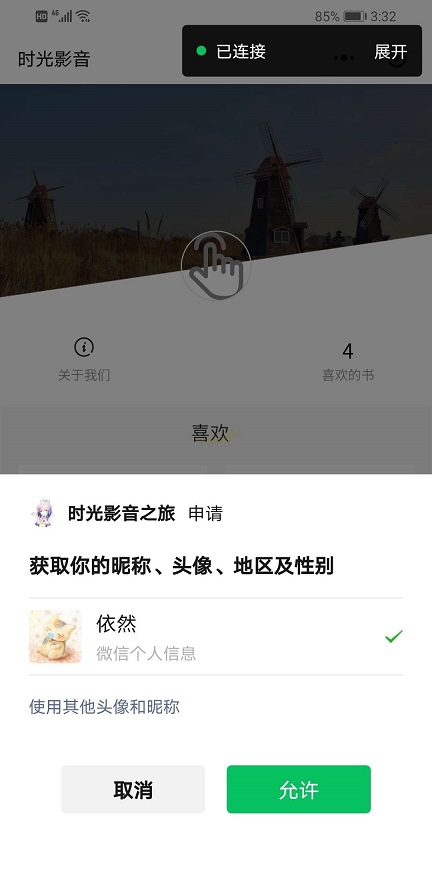 HD 4G 85% 3:32
时光影音
已连接 展开
4
关于我们 喜欢的书
喜欢
时光影音之旅 申请
获取你的昵称、头像、地区及性别
依然
微信个人信息
使用其他头像和昵称
取消 允许